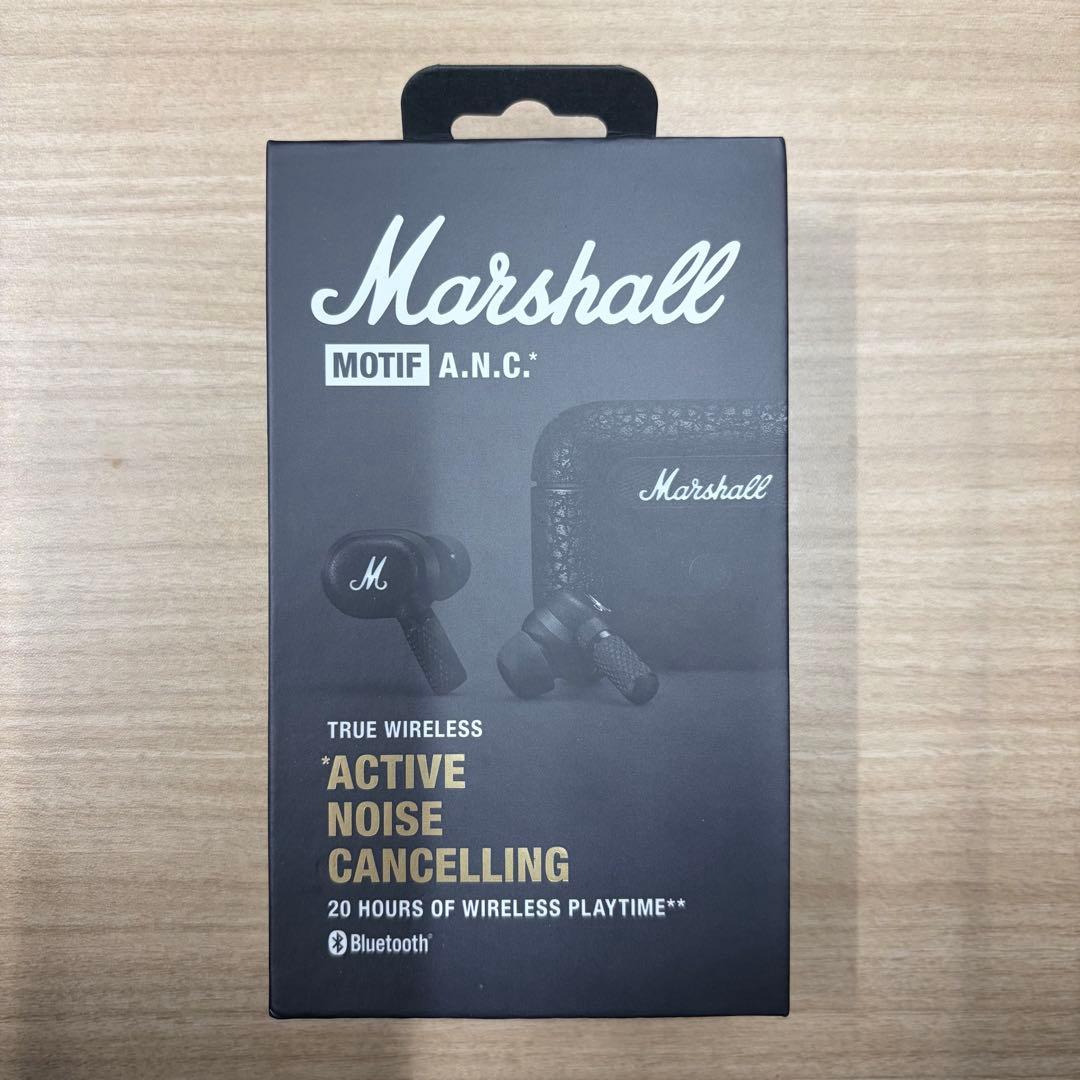 Marshall
MOTIF A.N.C.*
Marshall
M
TRUE WIRELESS
*ACTIVE
NOISE
CANCELLING
20 HOURS OF WIRELESS PLAYTIME**
Bluetooth®